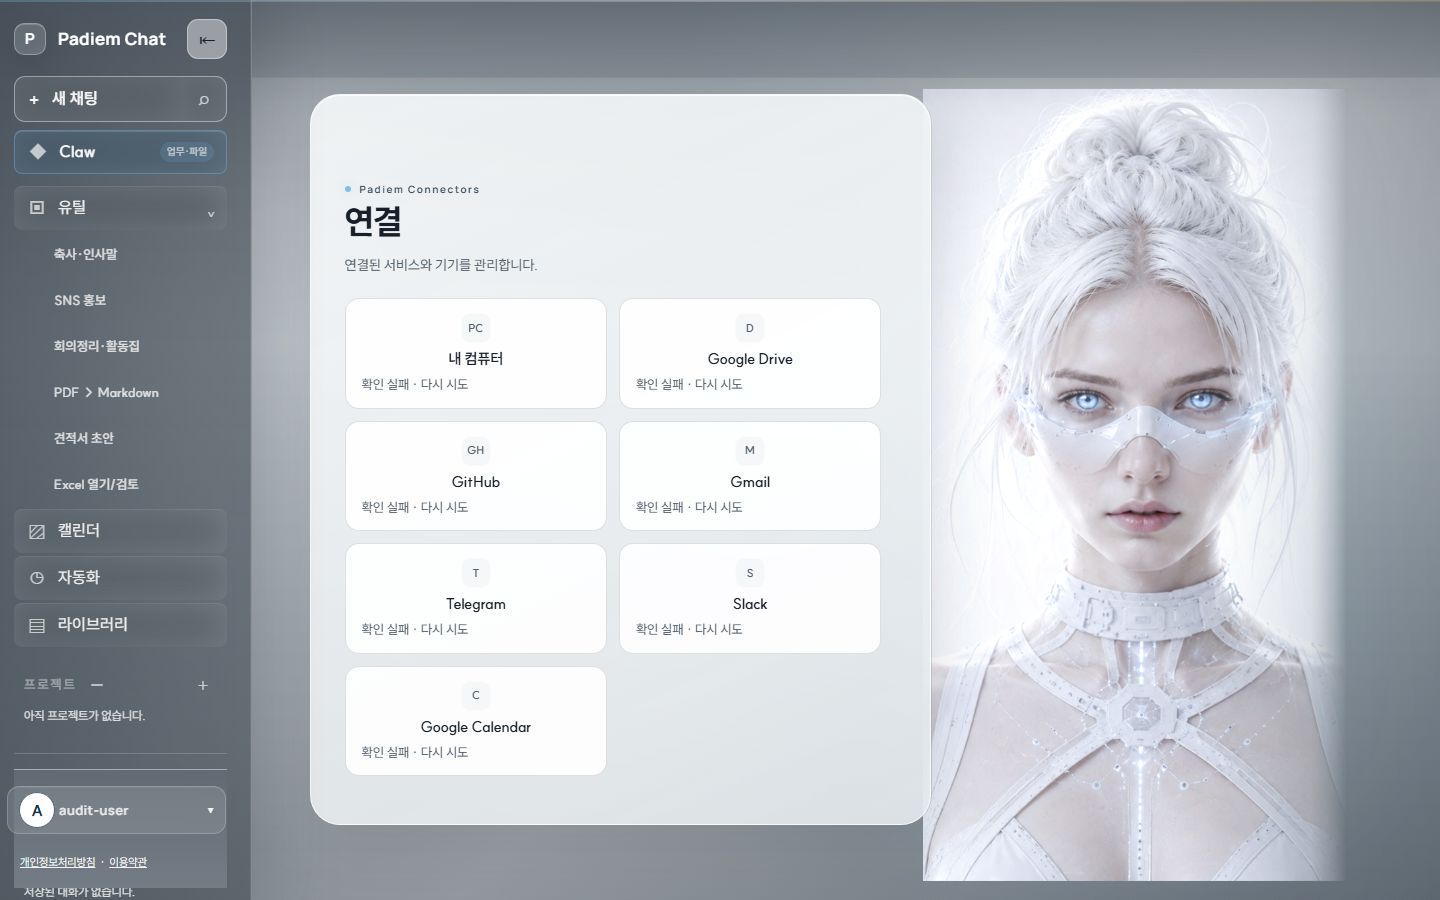 P Padiem Chat
+ 새 채팅
Claw 업무·파일
유틸
축사·인사말
SNS 홍보
회의정리·활동집
PDF > Markdown
견적서 초안
Excel 열기/검토
캘린더
자동화
라이브러리
프로젝트 — +
아직 프로젝트가 없습니다.
A audit-user
개인정보처리방침 · 이용약관
저장된 대화가 없습니다.
Padiem Connectors
연결
연결된 서비스와 기기를 관리합니다.
PC
내 컴퓨터
확인 실패 · 다시 시도
D
Google Drive
확인 실패 · 다시 시도
GH
GitHub
확인 실패 · 다시 시도
M
Gmail
확인 실패 · 다시 시도
T
Telegram
확인 실패 · 다시 시도
S
Slack
확인 실패 · 다시 시도
C
Google Calendar
확인 실패 · 다시 시도